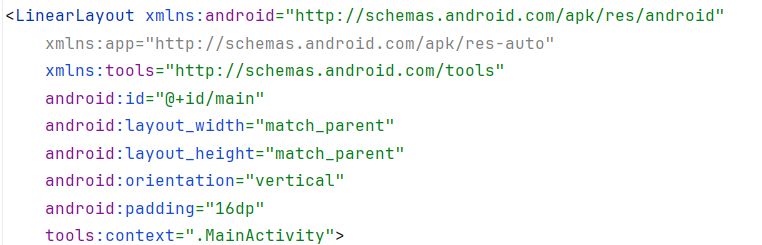 <LinearLayout xmlns:android="http://schemas.android.com/apk/res/android"
    xmlns:app="http://schemas.android.com/apk/res-auto"
    xmlns:tools="http://schemas.android.com/tools"
    android:id="@+id/main"
    android:layout_width="match_parent"
    android:layout_height="match_parent"
    android:orientation="vertical"
    android:padding="16dp"
    tools:context=".MainActivity">